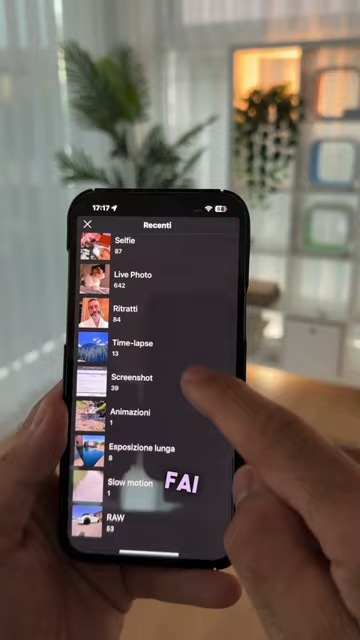 17:17
Recenti
Selfie
87
Live Photo
642
Ritratti
84
Time-lapse
13
Screenshot
39
Animazioni
1
Esposizione lunga
8
Slow motion
1
FAI
RAW
53